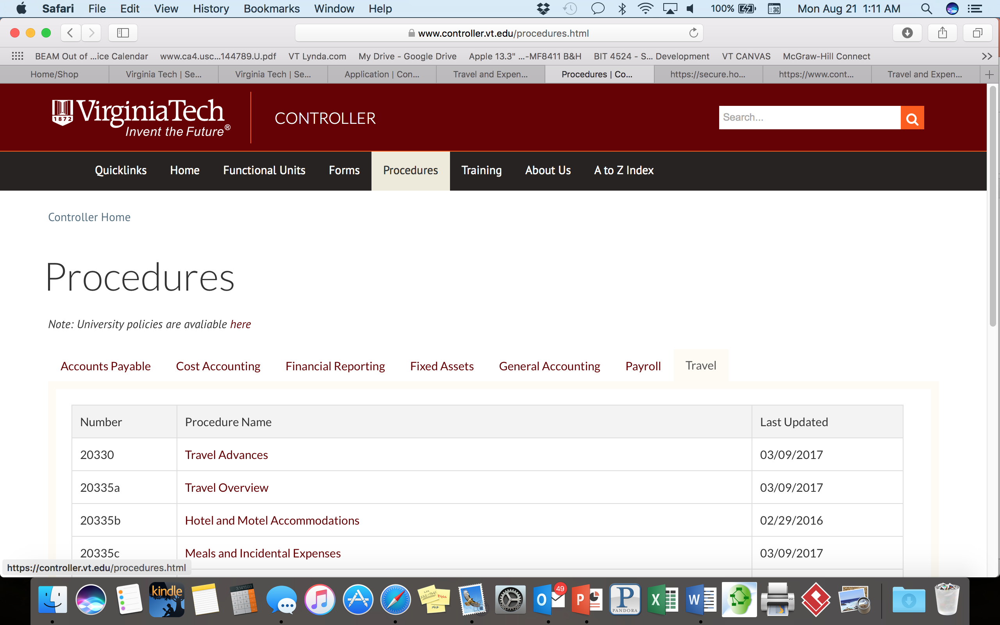 Safari File Edit View History Bookmarks Window Help 100% Mon Aug 21 1:11 AM
www.controller.vt.edu/procedures.html
BEAM Out of ...ice Calendar www.ca4.usc...144789.U.pdf VT Lynda.com My Drive - Google Drive Apple 13.3" ...-MF8411 B&H BIT 4524 - S... Development VT CANVAS McGraw-Hill Connect
Home/Shop Virginia Tech | Se... Virginia Tech | Se... Application | Con... Travel and Expen... Procedures | Co... https://secure.ho... https://www.cont... Travel and Expen...
1872 VirginiaTech
Invent the Future®
CONTROLLER
Search...
Quicklinks Home Functional Units Forms Procedures Training About Us A to Z Index
Controller Home
Procedures
Note: University policies are avaliable here
Accounts Payable Cost Accounting Financial Reporting Fixed Assets General Accounting Payroll Travel
Number Procedure Name Last Updated
20330 Travel Advances 03/09/2017
20335a Travel Overview 03/09/2017
20335b Hotel and Motel Accommodations 02/29/2016
20335c Meals and Incidental Expenses 03/09/2017
https://controller.vt.edu/procedures.html
kindle 3.141593 555-7361 EGGS MILK 49 PANDORA